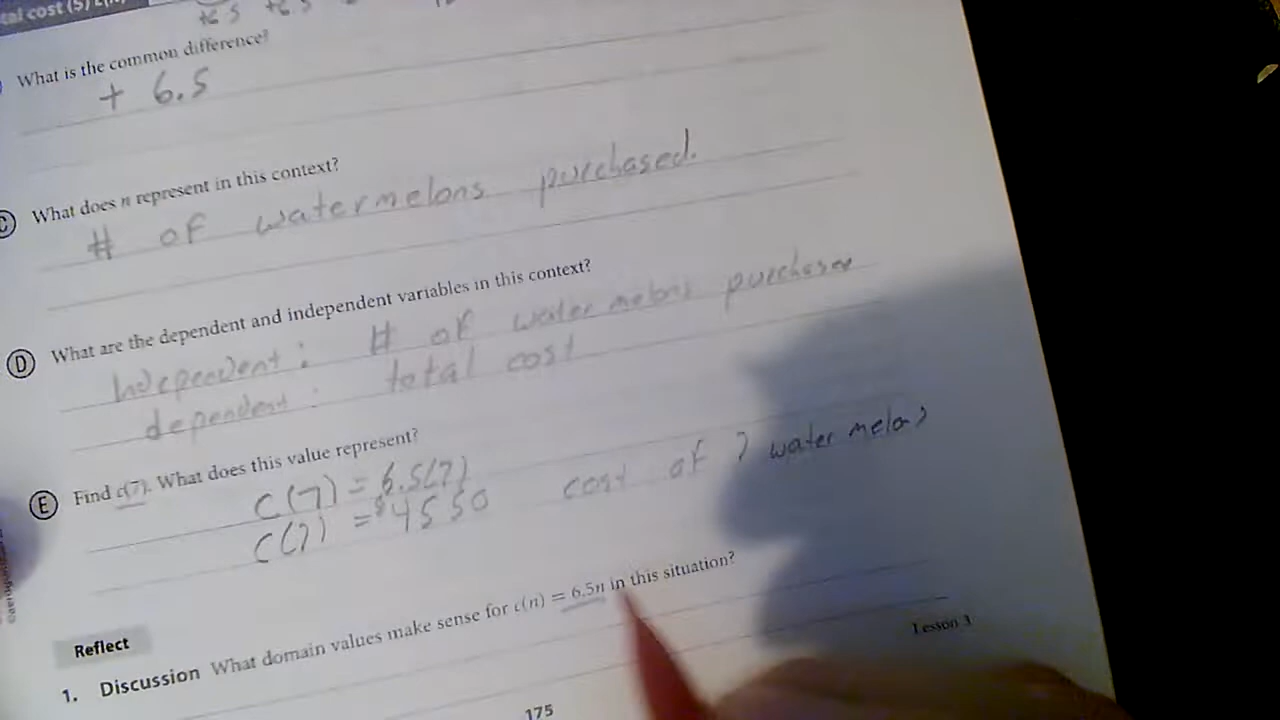 tal cost ($)
+6.5 +6.5
What is the common difference?
+ 6.5
C What does n represent in this context?
# of watermelons purchased.
D What are the dependent and independent variables in this context?
Independent: # of watermelons purchased
dependent: total cost
E Find c(7). What does this value represent?
c(7) = 6.5(7)
c(7) = $45 50 cost of 7 watermelons
Reflect
1. Discussion What domain values make sense for c(n) = 6.5n in this situation?
175
Lesson 3